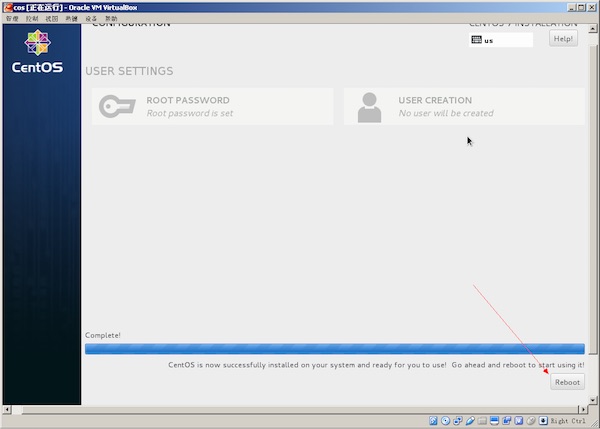 cos [正在运行] - Oracle VM VirtualBox
管理 控制 视图 热键 设备 帮助
CONFIGURATION
CENTOS 7 INSTALLATION
us
Help!
CentOS
USER SETTINGS
ROOT PASSWORD
Root password is set
USER CREATION
No user will be created
Complete!
CentOS is now successfully installed on your system and ready for you to use! Go ahead and reboot to start using it!
Reboot
Right Ctrl